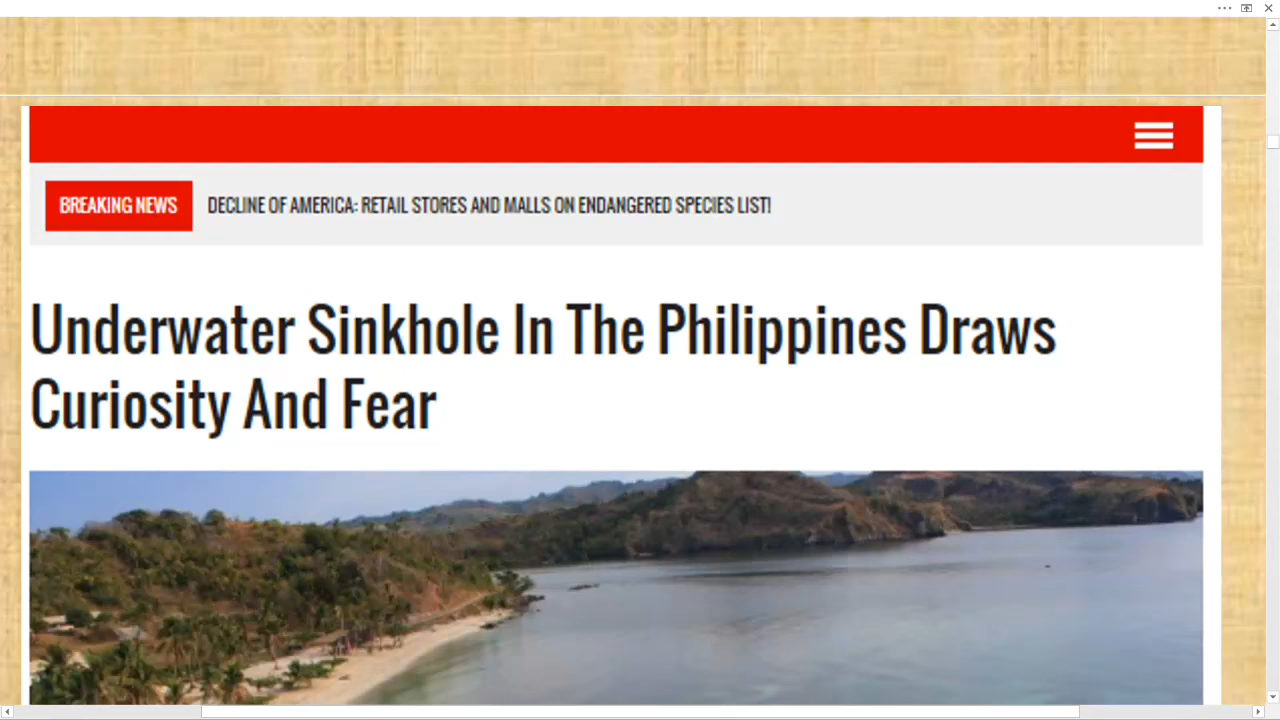 BREAKING NEWS DECLINE OF AMERICA: RETAIL STORES AND MALLS ON ENDANGERED SPECIES LIST!
Underwater Sinkhole In The Philippines Draws
Curiosity And Fear